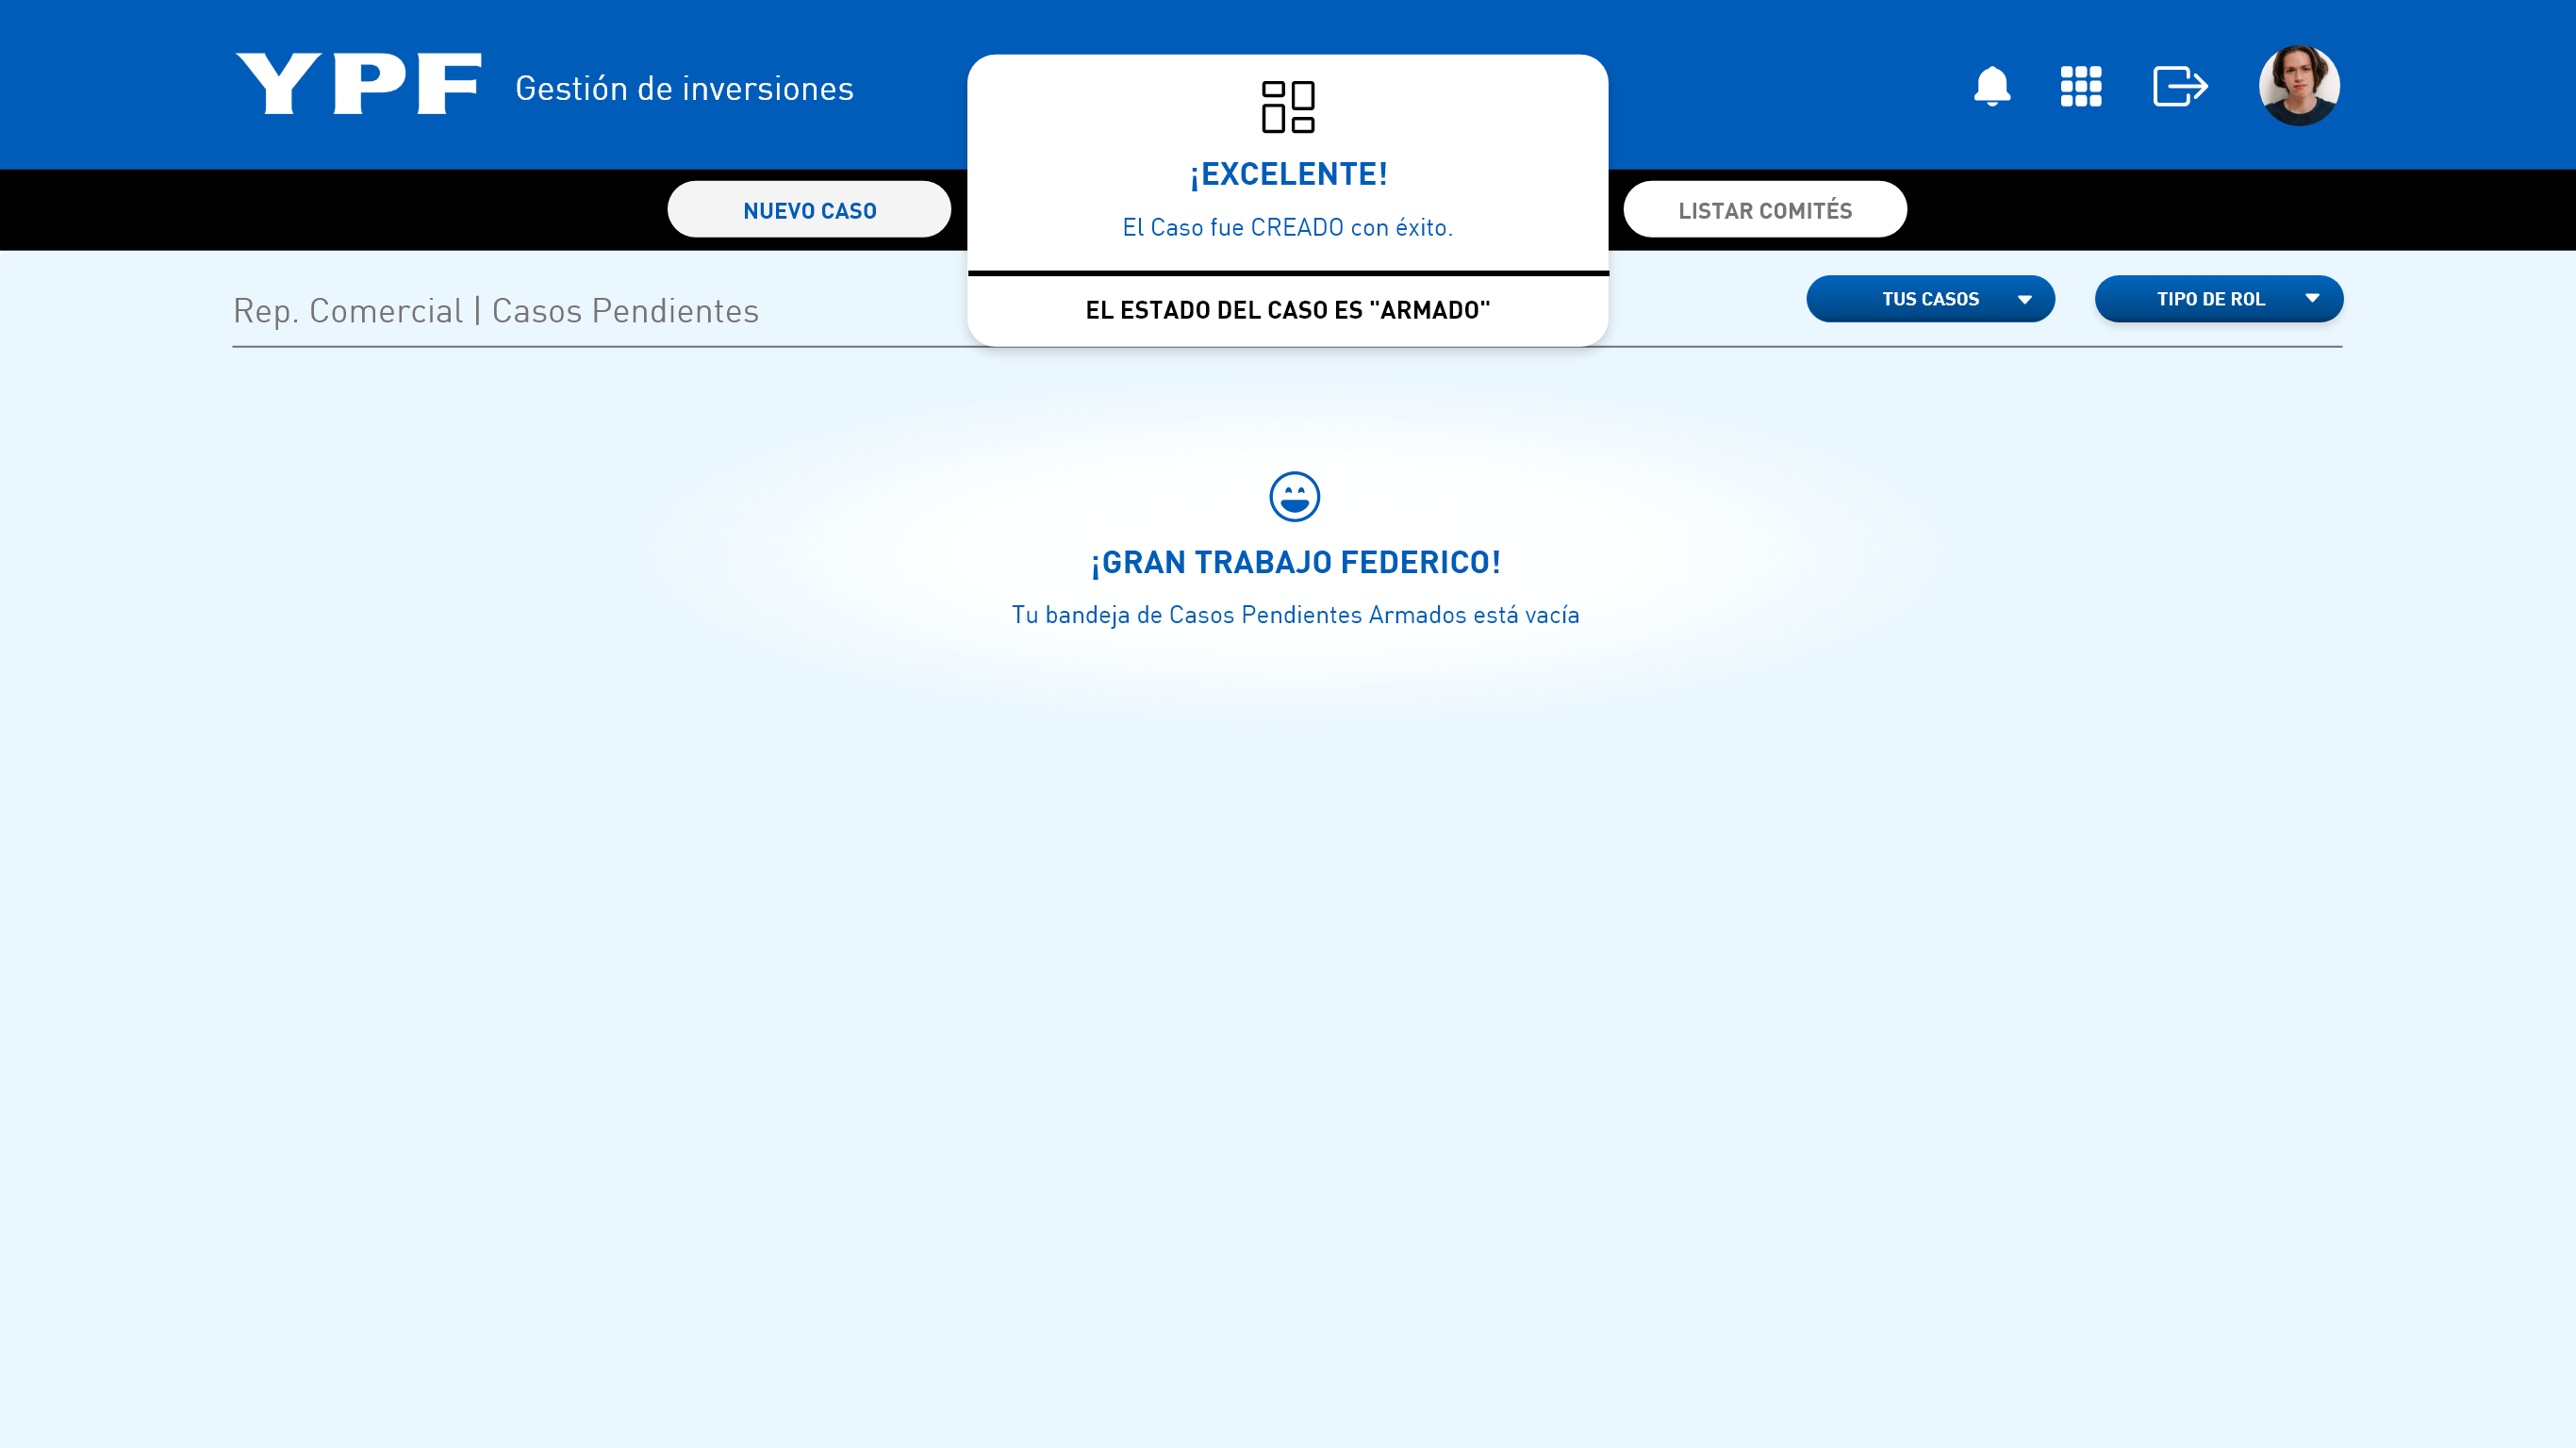 YPF Gestión de inversiones
¡EXCELENTE!
El Caso fue CREADO con éxito.
EL ESTADO DEL CASO ES "ARMADO"
NUEVO CASO
LISTAR COMITÉS
Rep. Comercial | Casos Pendientes
TUS CASOS
TIPO DE ROL
¡GRAN TRABAJO FEDERICO!
Tu bandeja de Casos Pendientes Armados está vacía